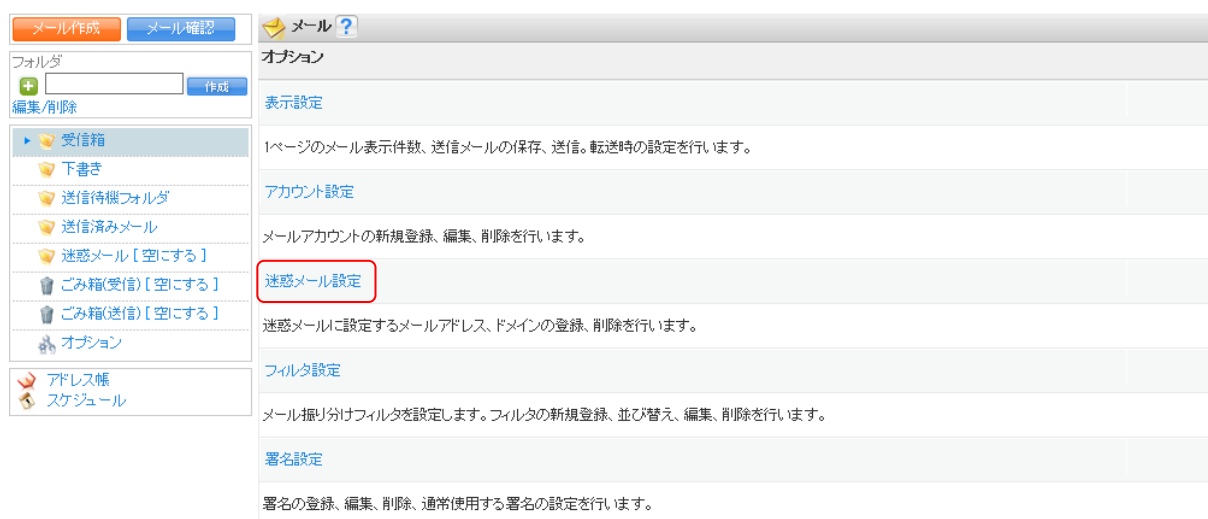 メール作成 メール確認
フォルダ
作成
編集/削除
受信箱
下書き
送信待機フォルダ
送信済みメール
迷惑メール [ 空にする ]
ごみ箱(受信) [ 空にする ]
ごみ箱(送信) [ 空にする ]
オプション
アドレス帳
スケジュール
メール ?
オプション
表示設定
1ページのメール表示件数、送信メールの保存、送信。転送時の設定を行います。
アカウント設定
メールアカウントの新規登録、編集、削除を行います。
迷惑メール設定
迷惑メールに設定するメールアドレス、ドメインの登録、削除を行います。
フィルタ設定
メール振り分けフィルタを設定します。フィルタの新規登録、並び替え、編集、削除を行います。
署名設定
署名の登録、編集、削除、通常使用する署名の設定を行います。